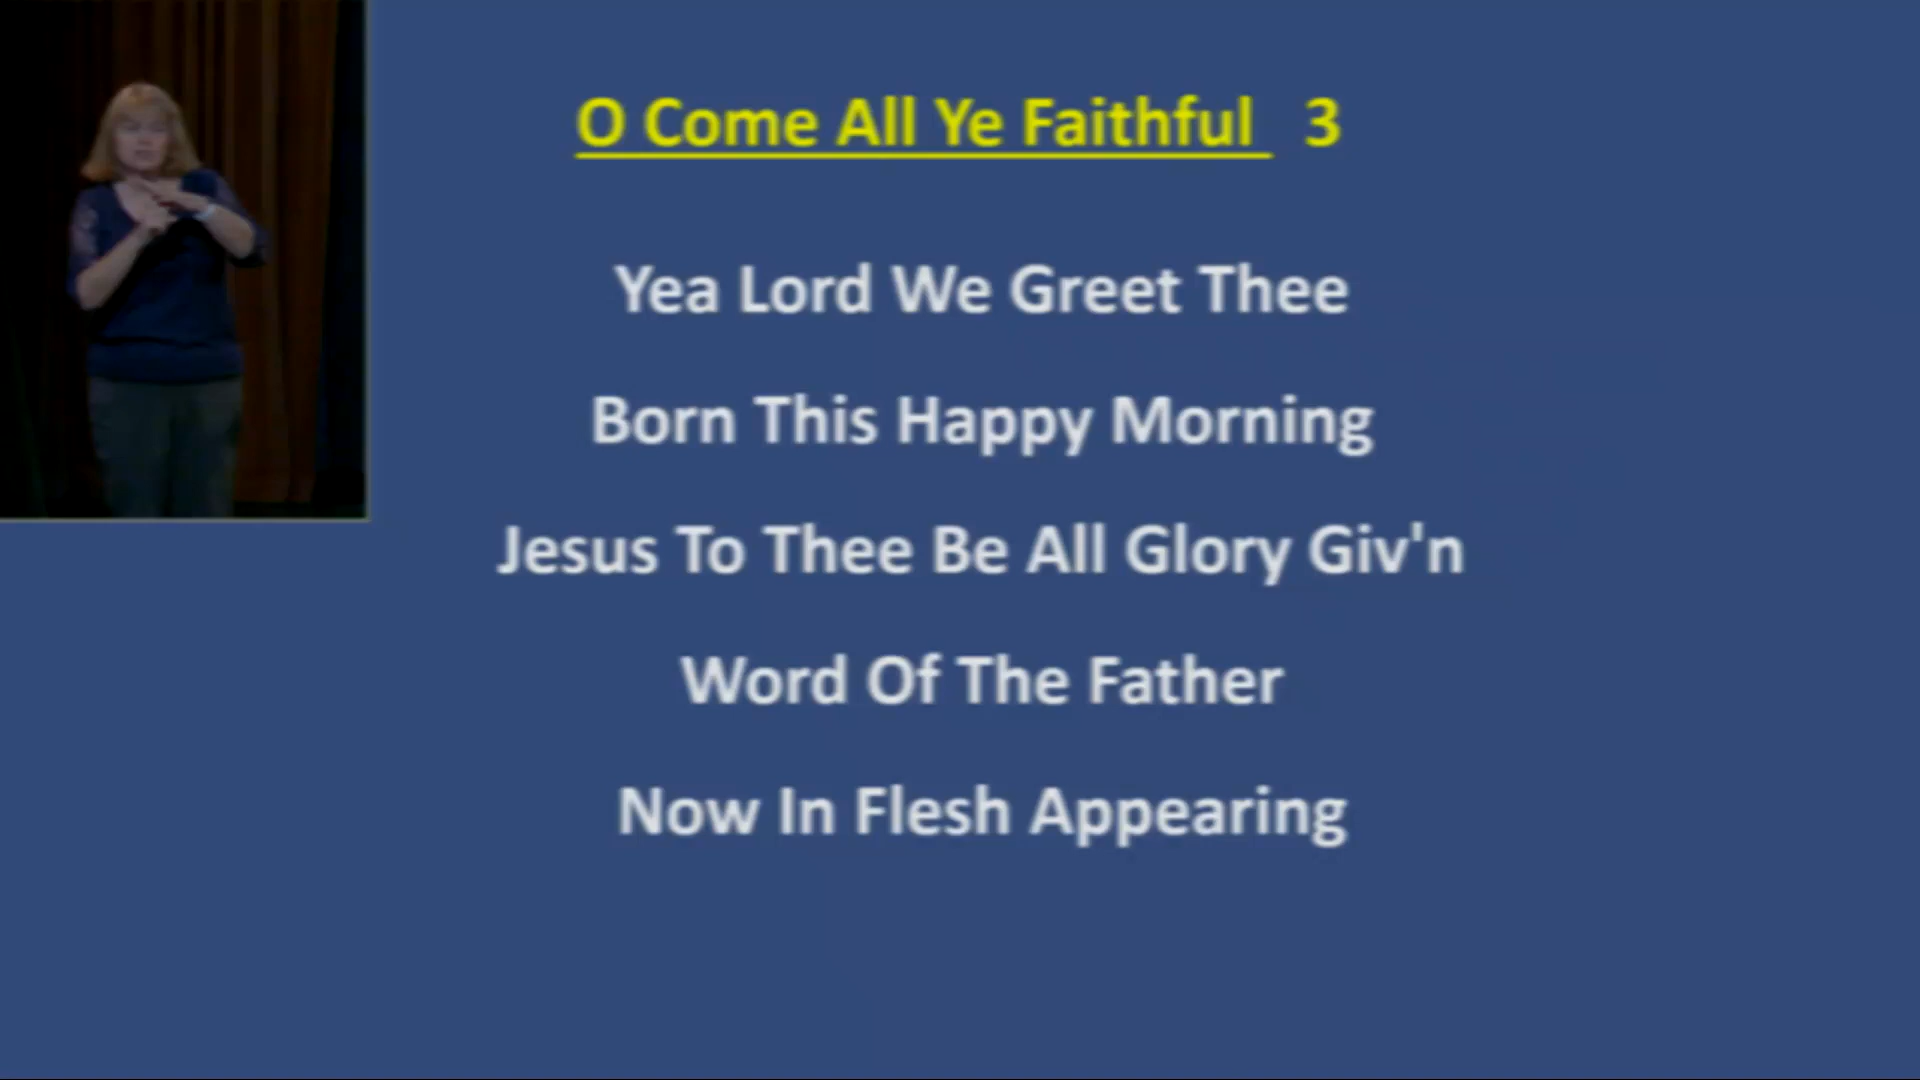 O Come All Ye Faithful 3
Yea Lord We Greet Thee
Born This Happy Morning
Jesus To Thee Be All Glory Giv'n
Word Of The Father
Now In Flesh Appearing